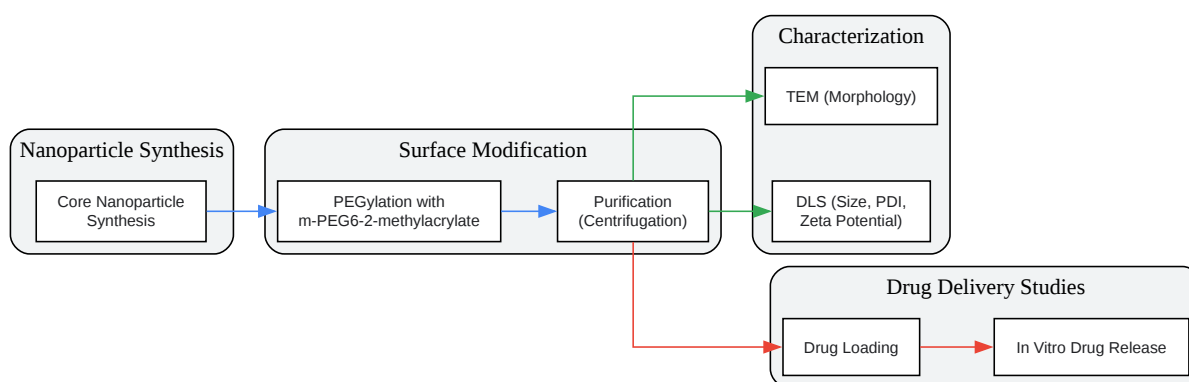 Characterization
TEM (Morphology)
Nanoparticle Synthesis
Surface Modification
Core Nanoparticle
Synthesis
PEGylation with
m-PEG6-2-methylacrylate
Purification
(Centrifugation)
DLS (Size, PDI,
Zeta Potential)
Drug Delivery Studies
Drug Loading
In Vitro Drug Release